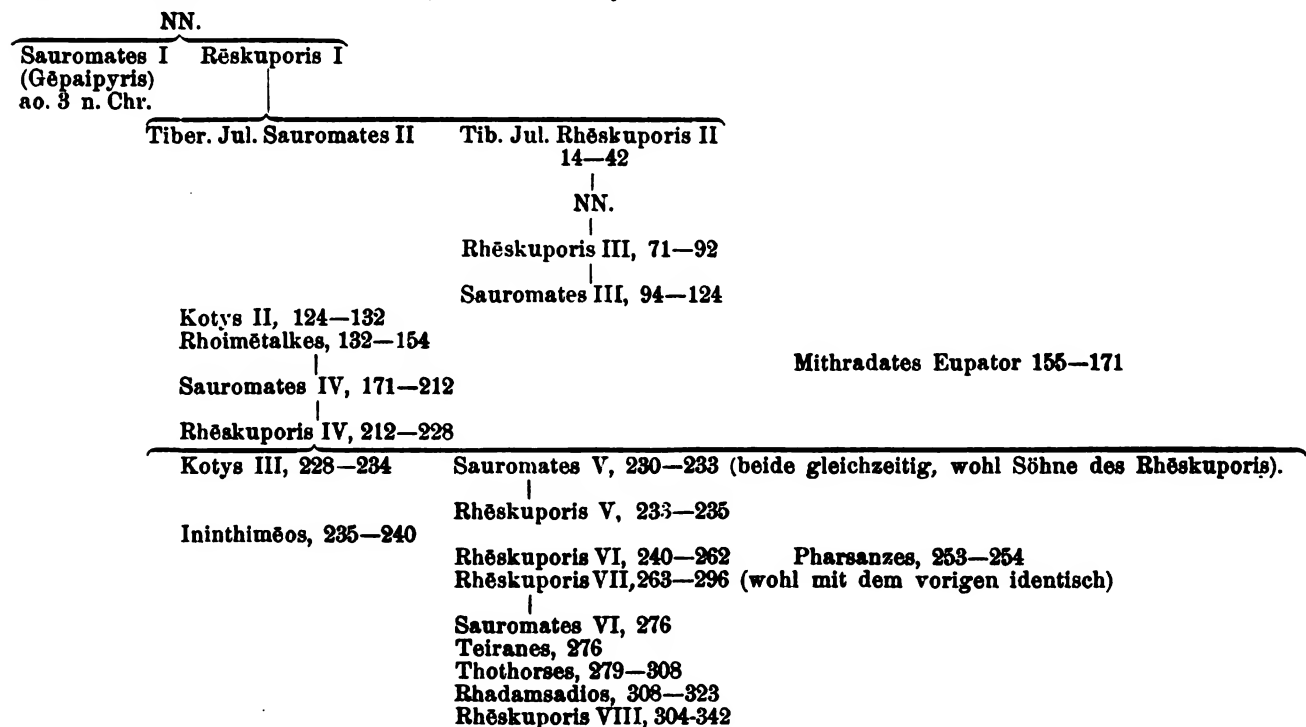 NN.
Sauromates I Rēskuporis I
(Gēpaipyris)
ao. 3 n. Chr.
Tiber. Jul. Sauromates II Tib. Jul. Rhēskuporis II
14—42
NN.
Rhēskuporis III, 71—92
Sauromates III, 94—124
Kotys II, 124—132
Rhoimētalkes, 132—154
Mithradates Eupator 155—171
Sauromates IV, 171—212
Rhēskuporis IV, 212—228
Kotys III, 228—234 Sauromates V, 230—233 (beide gleichzeitig, wohl Söhne des Rhēskuporis).
Rhēskuporis V, 233—235
Ininthimēos, 235—240
Rhēskuporis VI, 240—262 Pharsanzes, 253—254
Rhēskuporis VII, 263—296 (wohl mit dem vorigen identisch)
Sauromates VI, 276
Teiranes, 276
Thothorses, 279—308
Rhadamsadios, 308—323
Rhēskuporis VIII, 304-342